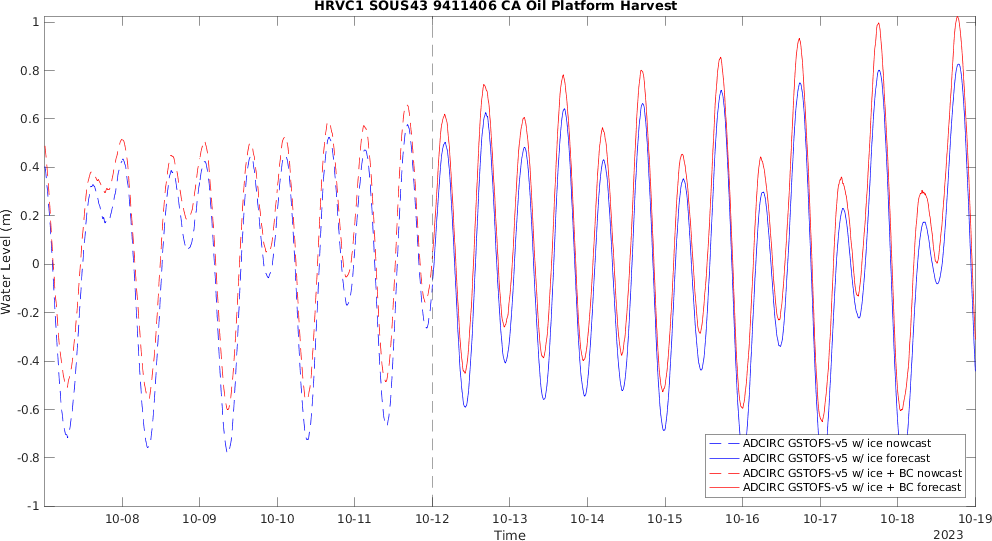 HRVC1 SOUS43 9411406 CA Oil Platform Harvest
1
0.8
0.6
0.4
0.2
0
-0.2
-0.4
-0.6
-0.8
-1
Water Level (m)
10-08 10-09 10-10 10-11 10-12 10-13 10-14 10-15 10-16 10-17 10-18 10-19
Time
2023
ADCIRC GSTOFS-v5 w/ ice nowcast
ADCIRC GSTOFS-v5 w/ ice forecast
ADCIRC GSTOFS-v5 w/ ice + BC nowcast
ADCIRC GSTOFS-v5 w/ ice + BC forecast